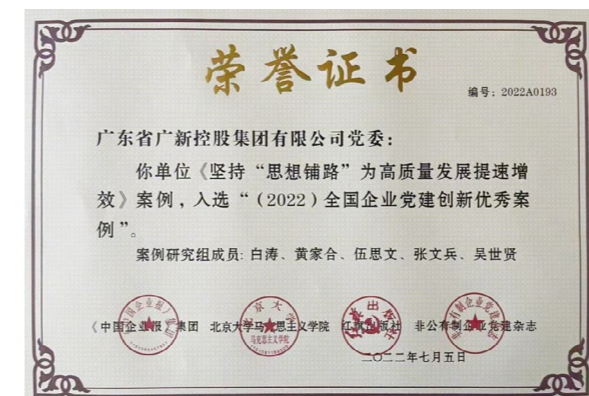 荣誉证书
编号：2022A0193
广东省广新控股集团有限公司党委：
你单位《坚持“思想铺路”为高质量发展提速增
效》案例，入选“（2022）全国企业党建创新优秀案
例”。
案例研究组成员：白涛、黄家合、伍思文、张文兵、吴世贤
《中国企业报》集团 北京大学马克思主义学院 红旗出版社 非公有制企业党建杂志
二〇二二年七月五日